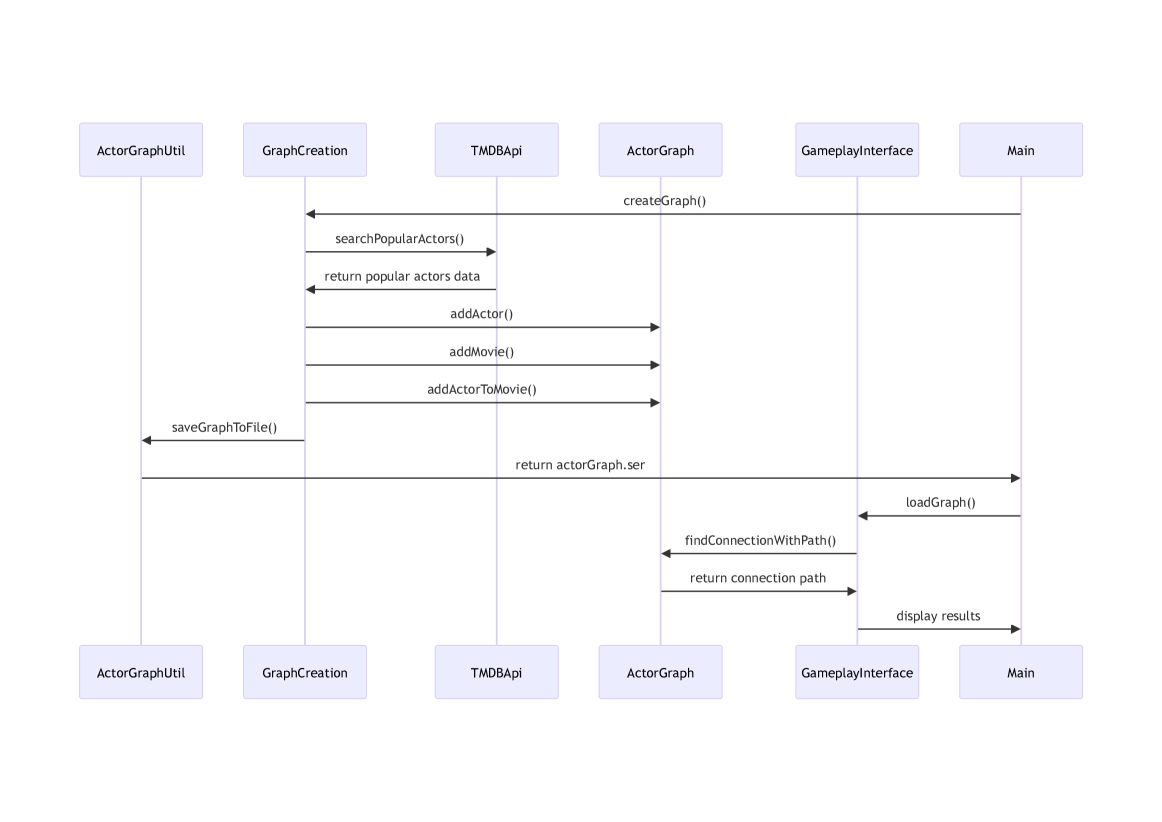 ActorGraphUtil
GraphCreation
TMDBApi
ActorGraph
GameplayInterface
Main
createGraph()
searchPopularActors()
return popular actors data
addActor()
addMovie()
addActorToMovie()
saveGraphToFile()
return actorGraph.ser
loadGraph()
findConnectionWithPath()
return connection path
display results
ActorGraphUtil
GraphCreation
TMDBApi
ActorGraph
GameplayInterface
Main